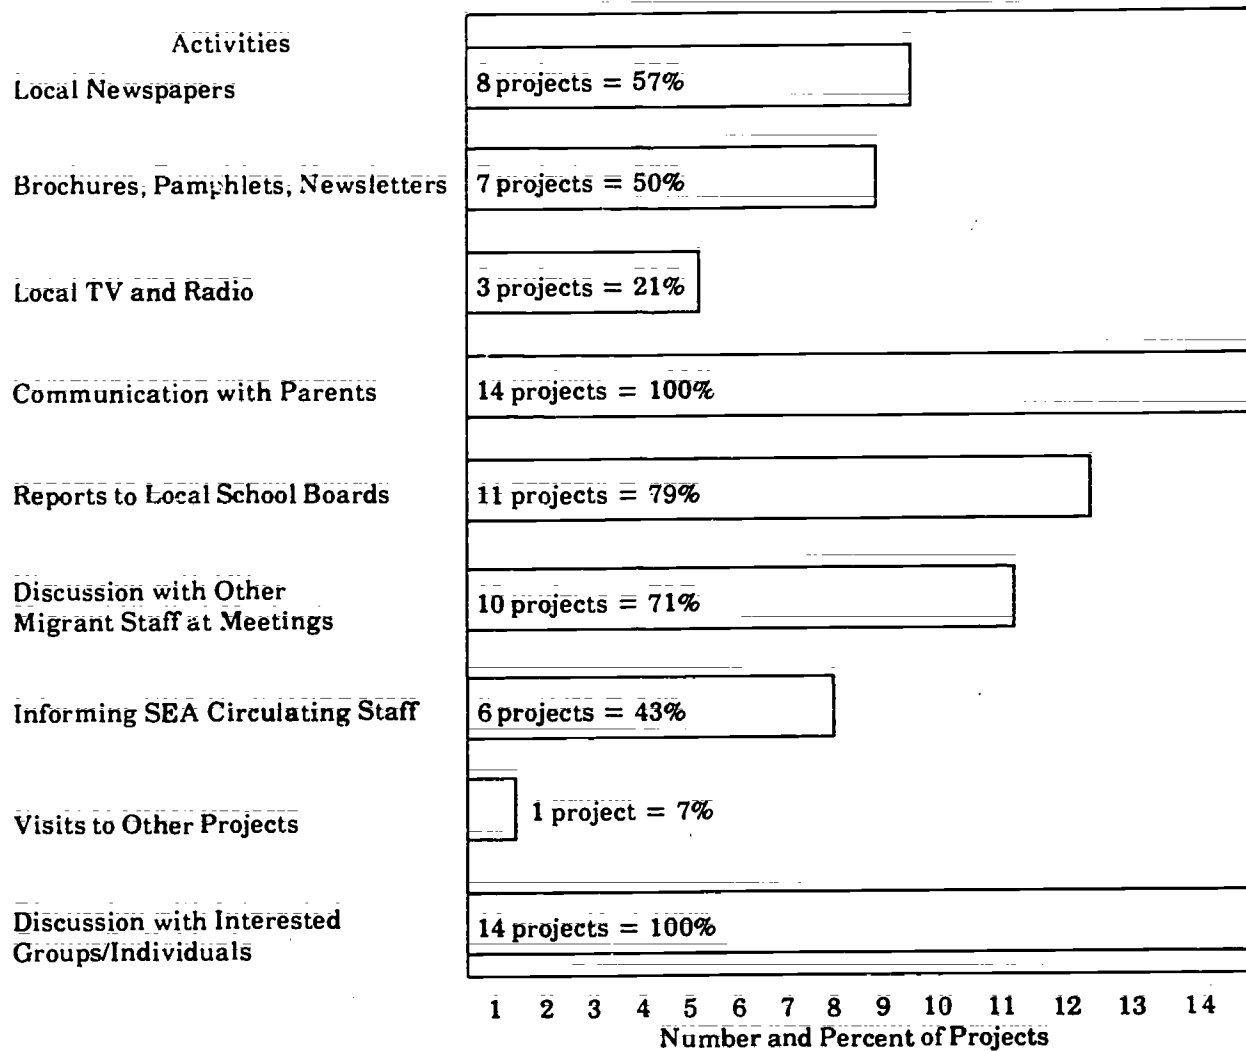 Activities
Local Newspapers
8 projects = 57%
Brochures, Pamphlets, Newsletters
7 projects = 50%
Local TV and Radio
3 projects = 21%
Communication with Parents
14 projects = 100%
Reports to Local School Boards
11 projects = 79%
Discussion with Other
Migrant Staff at Meetings
10 projects = 71%
Informing SEA Circulating Staff
6 projects = 43%
Visits to Other Projects
1 project = 7%
Discussion with Interested
Groups/Individuals
14 projects = 100%
1 2 3 4 5 6 7 8 9 10 11 12 13 14
Number and Percent of Projects